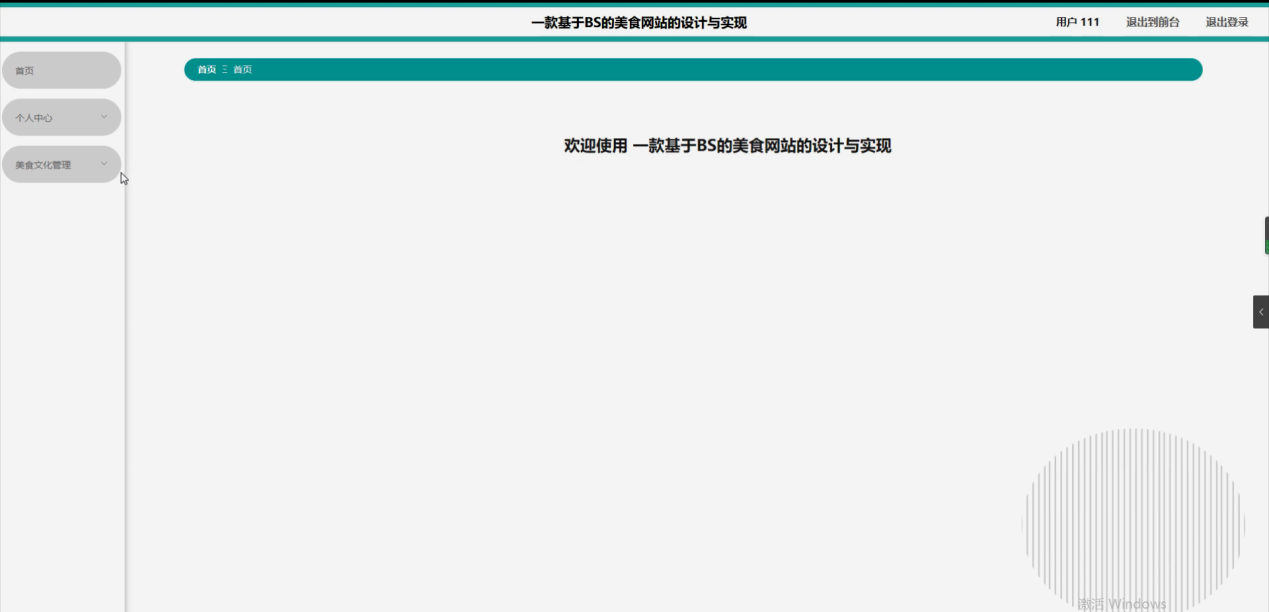 一款基于BS的美食网站的设计与实现
用户 111
退出到前台
退出登录
首页
首页 Ξ 首页
个人中心
欢迎使用 一款基于BS的美食网站的设计与实现
美食文化管理
激活 Windows